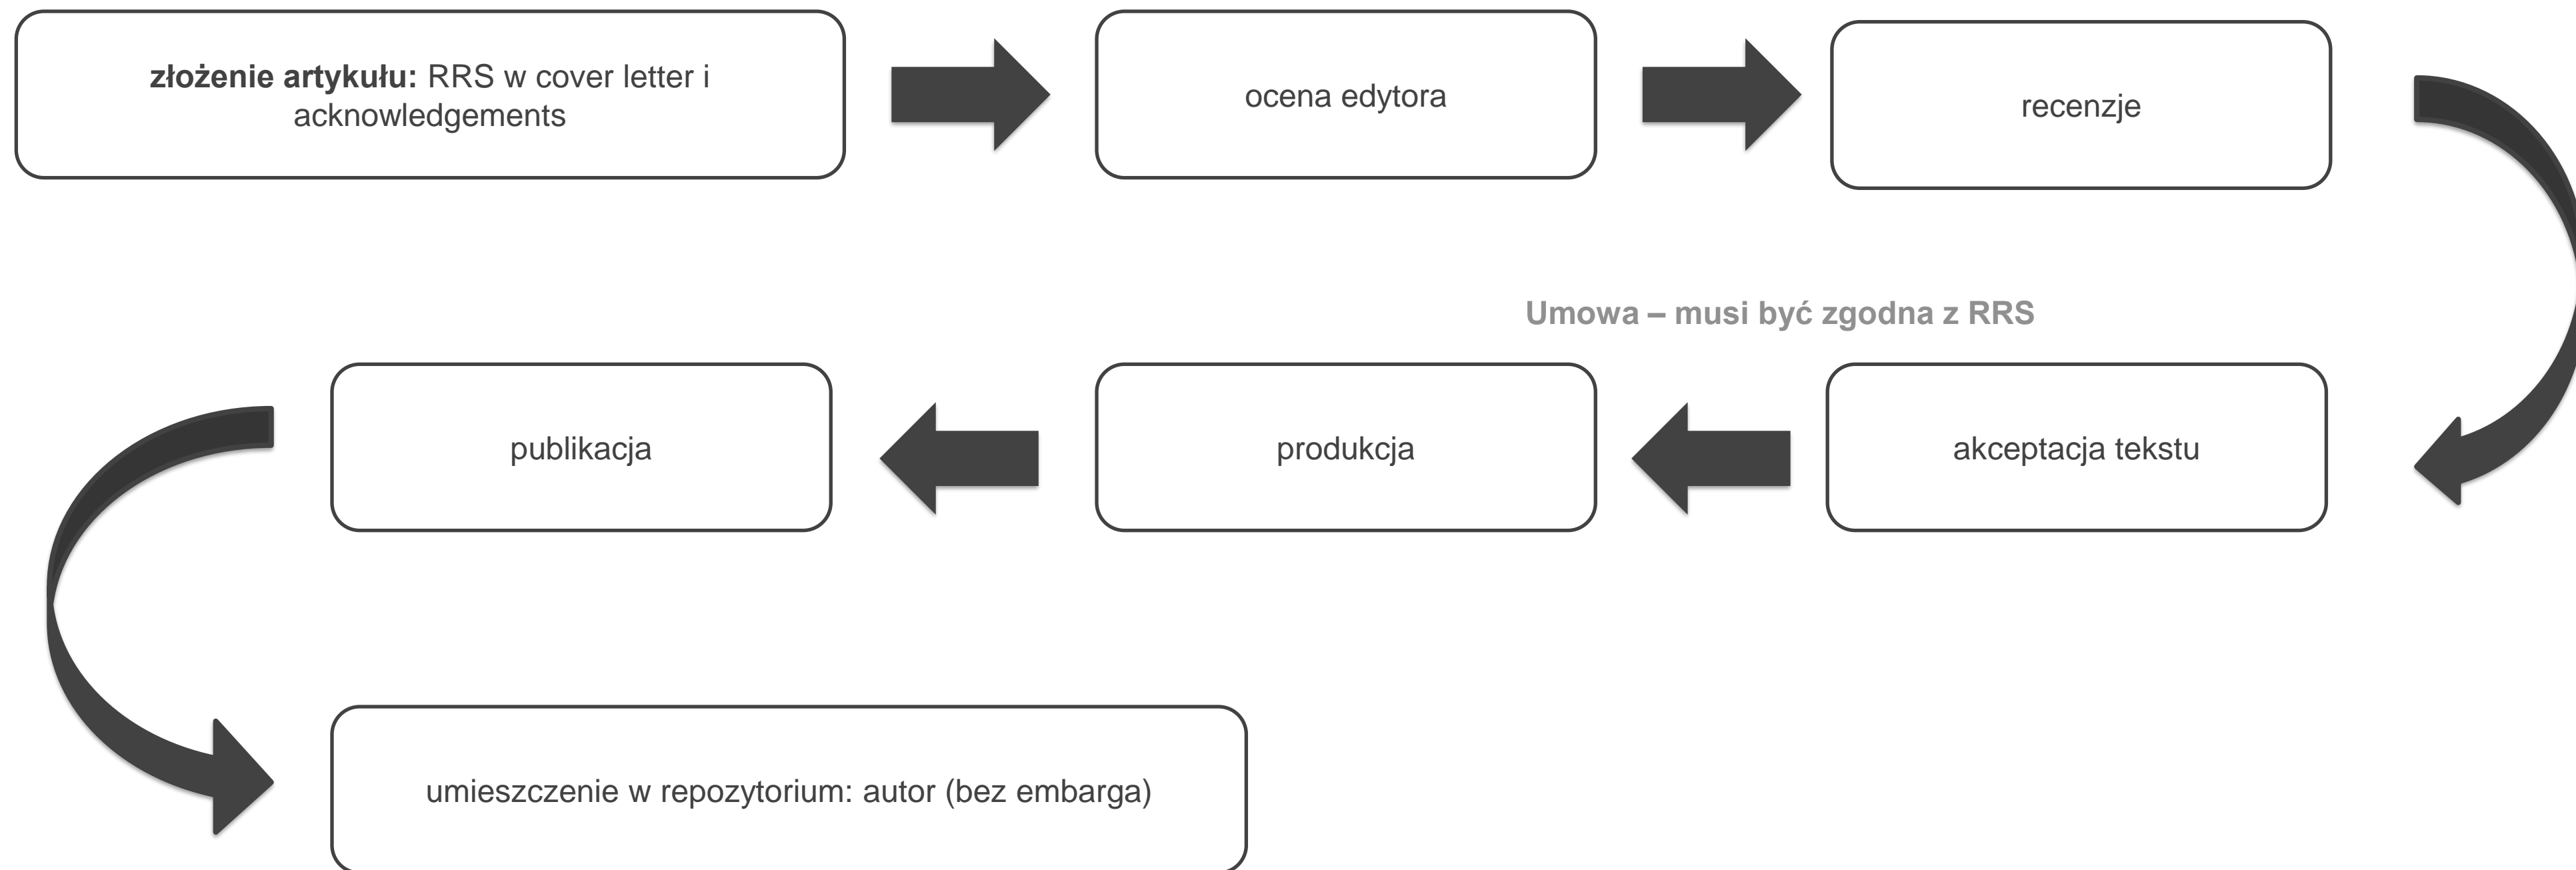 złożenie artykułu: RRS w cover letter i
acknowledgements
ocena edytora
recenzje
Umowa – musi być zgodna z RRS
akceptacja tekstu
produkcja
publikacja
umieszczenie w repozytorium: autor (bez embarga)